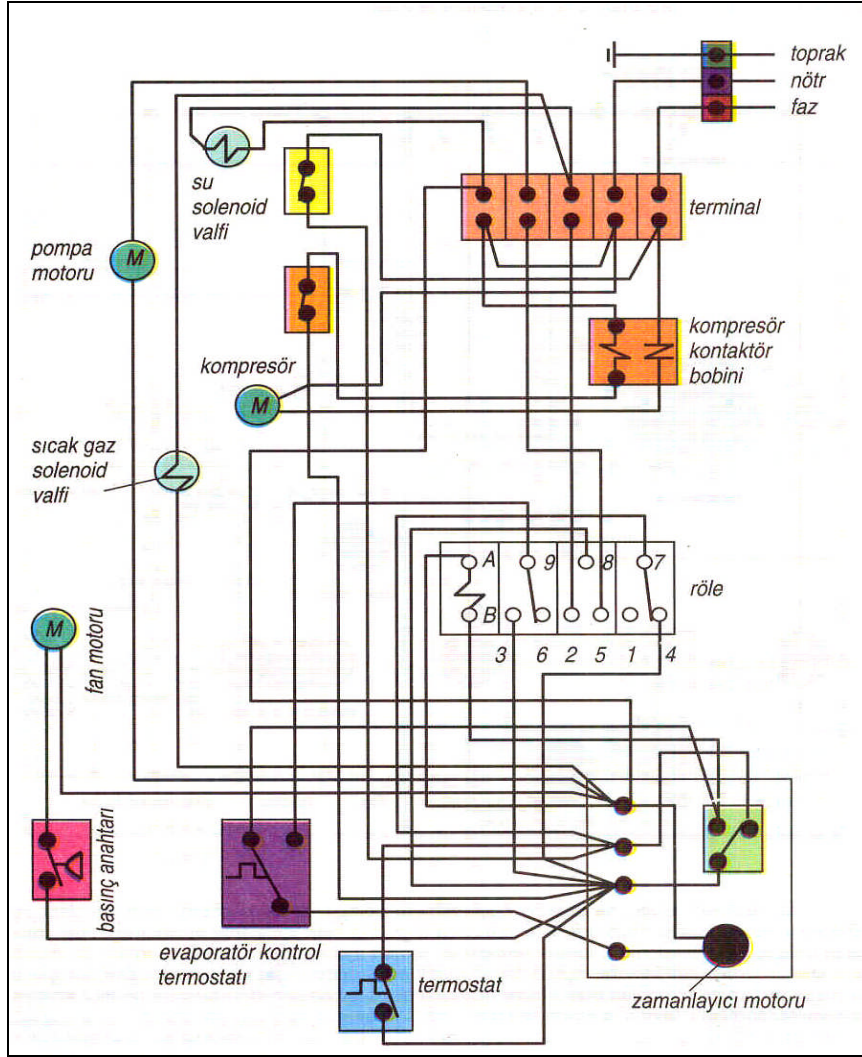 toprak
nötr
faz
su
solenoid
valfi
terminal
pompa
motoru
M
kompresör
kontaktör
bobini
kompresör
M
sıcak gaz
solenoid
valfi
A 9 8 7
röle
B
3 6 2 5 1 4
M
fan motoru
basınç anahtarı
evaporatör kontrol
termostatı
termostat
zamanlayıcı motoru